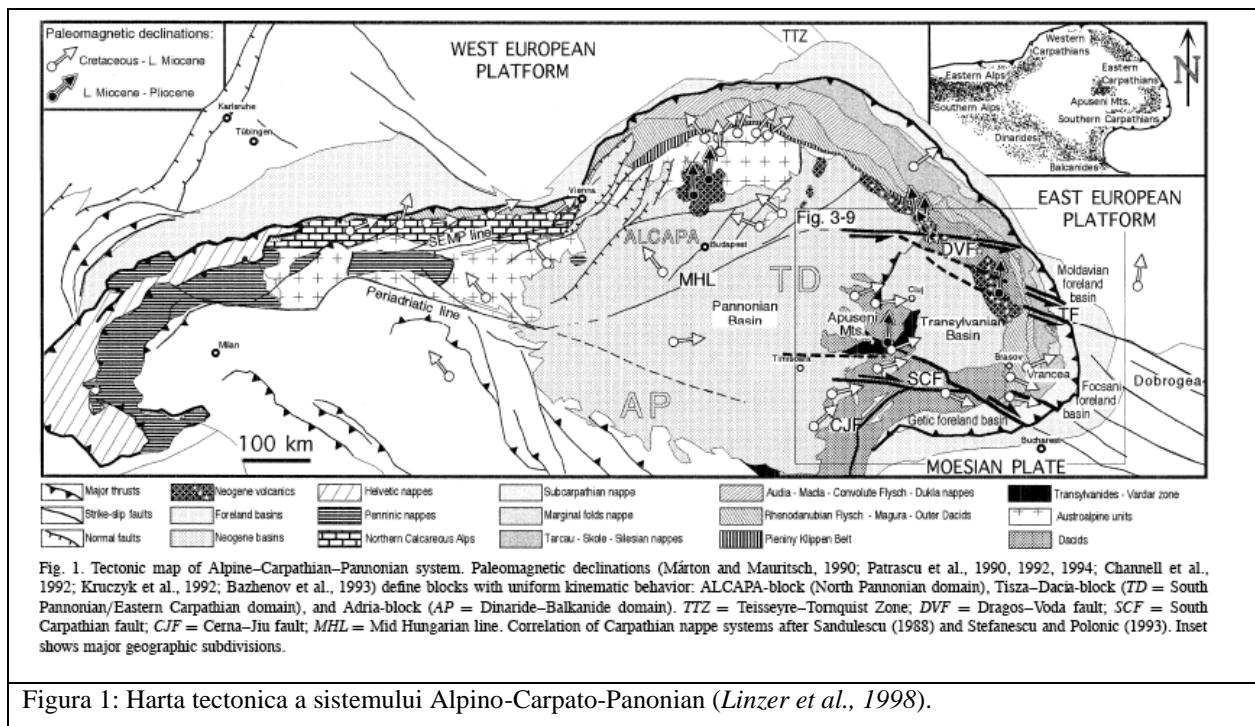 Paleomagnetic declinations:
Cretaceous - L. Miocene
L. Miocene - Pliocene
WEST EUROPEAN
PLATFORM
TTZ
Western
Carpathians
Eastern Alps
Eastern
Carpathians
Southern Alps
Apuseni Mts.
Southern Carpathians
Dinarides
Balcanides
N
Karlsruhe
Tübingen
Vienna
EAST EUROPEAN
PLATFORM
Fig. 3-9
SEMP line
ALCAPA
Budapest
DVF
MHL
TD
Moldavian
foreland
basin
Periadriatic line
Pannonian
Basin
Cluj
Apuseni
Mts.
Transylvanian
Basin
TF
Milan
Timisoara
Brasov
Vrancea
SCF
Focsani
foreland
basin
Dobrogea
AP
CJF
Getic foreland basin
100 km
Bucharest
MOESIAN PLATE
Major thrusts
Neogene volcanics
Helvetic nappes
Subcarpathian nappe
Audia - Macla - Convolute Flysch - Dukla nappes
Transylvanides - Vardar zone
Strike-slip faults
Foreland basins
Penninic nappes
Marginal folds nappe
Rhenodanubian Flysch - Magura - Outer Dacids
Austroalpine units
Normal faults
Neogene basins
Northern Calcareous Alps
Tarcau - Skole - Silesian nappes
Pieniny Klippen Belt
Dacids
Fig. 1. Tectonic map of Alpine–Carpathian–Pannonian system. Paleomagnetic declinations (Márton and Mauritsch, 1990; Patrascu et al., 1990, 1992, 1994; Channell et al.,
1992; Kruczyk et al., 1992; Bazhenov et al., 1993) define blocks with uniform kinematic behavior: ALCAPA-block (North Pannonian domain), Tisza–Dacia-block (TD = South
Pannonian/Eastern Carpathian domain), and Adria-block (AP = Dinaride–Balkanide domain). TTZ = Teisseyre–Tornquist Zone; DVF = Dragos–Voda fault; SCF = South
Carpathian fault; CJF = Cerna–Jiu fault; MHL = Mid Hungarian line. Correlation of Carpathian nappe systems after Sandulescu (1988) and Stefanescu and Polonic (1993). Inset
shows major geographic subdivisions.
Figura 1: Harta tectonica a sistemului Alpino-Carpato-Panonian (Linzer et al., 1998).